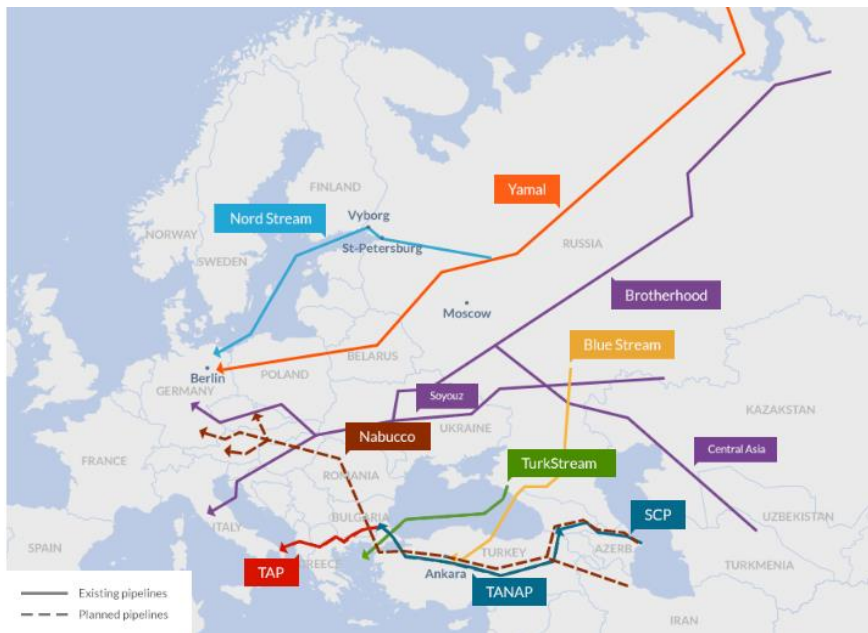 FINLAND
Yamal
Nord Stream
Vyborg
St-Petersburg
NORWAY
SWEDEN
RUSSIA
Brotherhood
Moscow
Blue Stream
BELARUS
Berlin
POLAND
GERMANY
Soyouz
KAZAKHSTAN
UKRAINE
Nabucco
Central Asia
FRANCE
TurkStream
ROMANIA
SCP
ITALY
BULGARIA
UZBEKISTAN
SPAIN
TAP
GREECE
TURKEY
AZERB.
Ankara
TURKMENIA
TANAP
Existing pipelines
Planned pipelines
IRAN